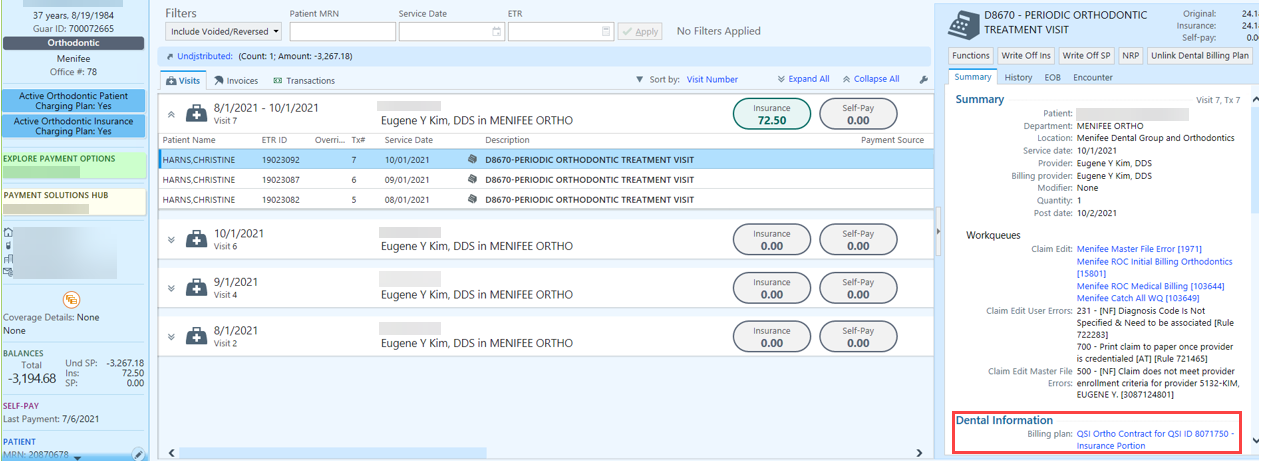 37 years, 8/19/1984
Guar ID: 700072665
Orthodontic
Menifee
Office #: 78
Active Orthodontic Patient
Charging Plan: Yes
Active Orthodontic Insurance
Charging Plan: Yes
EXPLORE PAYMENT OPTIONS
PAYMENT SOLUTIONS HUB
Coverage Details: None
None
BALANCES
Total
-3,194.68
Und SP: -3,267.18
Ins: 72.50
SP: 0.00
SELF-PAY
Last Payment: 7/6/2021
PATIENT
MRN: 20870678
Filters
Include Voided/Reversed
Patient MRN
Service Date
ETR
Apply
No Filters Applied
Undistributed: (Count: 1; Amount: -3,267.18)
Visits Invoices Transactions
Sort by: Visit Number
Expand All Collapse All
8/1/2021 - 10/1/2021
Visit 7
Eugene Y Kim, DDS in MENIFEE ORTHO
Insurance
72.50
Self-Pay
0.00
Patient Name ETR ID Overri... Tx# Service Date Description Payment Source
HARNS,CHRISTINE 19023092 7 10/01/2021 D8670-PERIODIC ORTHODONTIC TREATMENT VISIT
HARNS,CHRISTINE 19023087 6 09/01/2021 D8670-PERIODIC ORTHODONTIC TREATMENT VISIT
HARNS,CHRISTINE 19023082 5 08/01/2021 D8670-PERIODIC ORTHODONTIC TREATMENT VISIT
10/1/2021
Visit 6
Eugene Y Kim, DDS in MENIFEE ORTHO
Insurance
0.00
Self-Pay
0.00
9/1/2021
Visit 4
Eugene Y Kim, DDS in MENIFEE ORTHO
Insurance
0.00
Self-Pay
0.00
8/1/2021
Visit 2
Eugene Y Kim, DDS in MENIFEE ORTHO
Insurance
0.00
Self-Pay
0.00
D8670 - PERIODIC ORTHODONTIC
TREATMENT VISIT
Original:
Insurance:
Self-pay:
Functions Write Off Ins Write Off SP NRP Unlink Dental Billing Plan
Summary History EOB Encounter
Summary
Visit 7, Tx 7
Patient:
Department: MENIFEE ORTHO
Location: Menifee Dental Group and Orthodontics
Service date: 10/1/2021
Provider: Eugene Y Kim, DDS
Billing provider: Eugene Y Kim, DDS
Modifier: None
Quantity: 1
Post date: 10/2/2021
Workqueues
Claim Edit: Menifee Master File Error [1971]
Menifee ROC Initial Billing Orthodontics
[15801]
Menifee ROC Medical Billing [103644]
Menifee Catch All WQ [103649]
Claim Edit User Errors: 231 - [NF] Diagnosis Code Is Not
Specified & Need to be associated [Rule
722283]
700 - Print claim to paper once provider
is credentialed [AT] [Rule 721465]
Claim Edit Master File Errors: 500 - [NF] Claim does not meet provider
enrollment criteria for provider 5132-KIM,
EUGENE Y. [3087124801]
Dental Information
Billing plan: QSI Ortho Contract for QSI ID 8071750 -
Insurance Portion